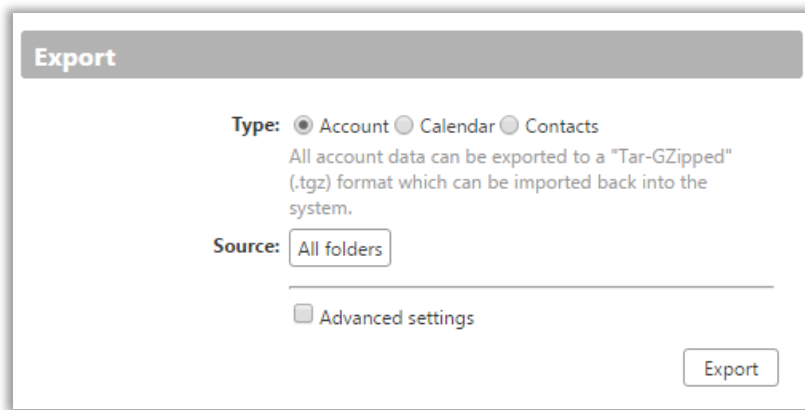 Export
Type: Account Calendar Contacts
All account data can be exported to a "Tar-GZipped"
(.tgz) format which can be imported back into the
system.
Source: All folders
Advanced settings
Export